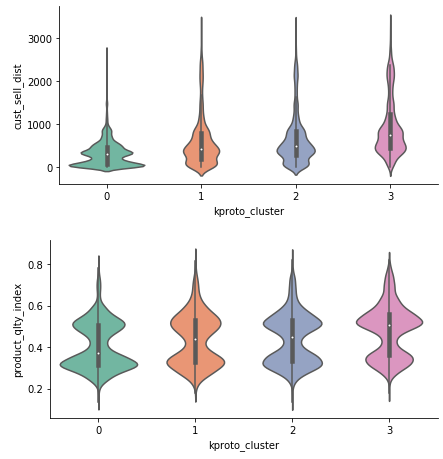 3000
2000
1000
0
cust_sell_dist
0 1 2 3
kproto_cluster
0.8
0.6
0.4
0.2
product_qlty_index
0 1 2 3
kproto_cluster